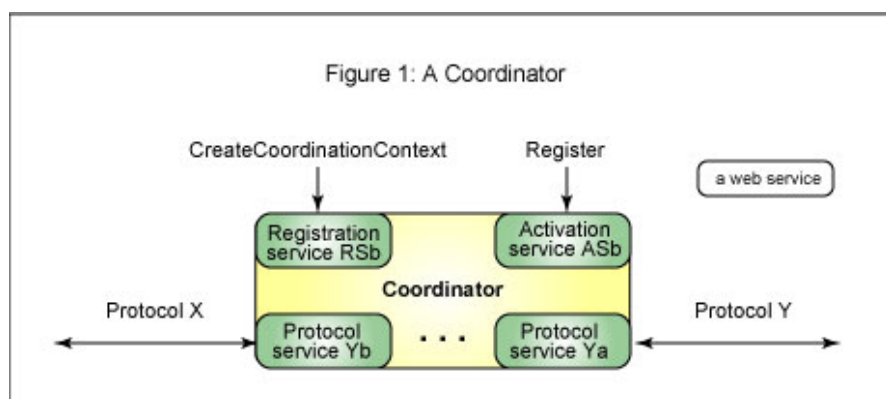 Figure 1: A Coordinator
CreateCoordinationContext
Register
a web service
Registration
service RSb
Activation
service ASb
Coordinator
Protocol X
Protocol Y
Protocol
service Yb
. . .
Protocol
service Ya